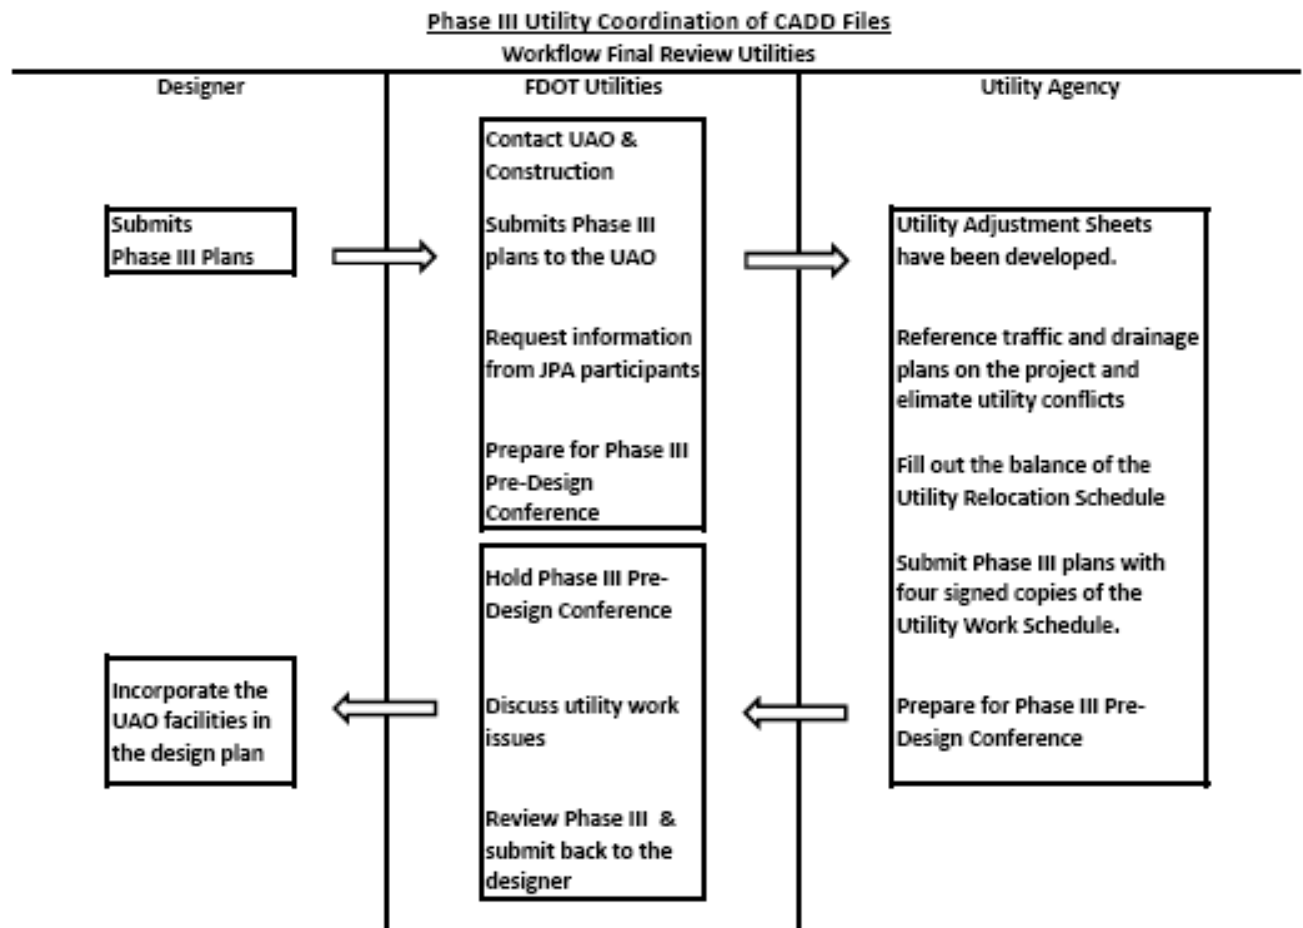 Phase III Utility Coordination of CADD Files
Workflow Final Review Utilities
Designer
FDOT Utilities
Utility Agency
Submits
Phase III Plans
Contact UAO &
Construction
Submits Phase III
plans to the UAO
Request information
from JPA participants
Prepare for Phase III
Pre-Design
Conference
Utility Adjustment Sheets
have been developed.
Reference traffic and drainage
plans on the project and
elimate utility conflicts
Fill out the balance of the
Utility Relocation Schedule
Submit Phase III plans with
four signed copies of the
Utility Work Schedule.
Prepare for Phase III Pre-
Design Conference
Hold Phase III Pre-
Design Conference
Discuss utility work
issues
Review Phase III &
submit back to the
designer
Incorporate the
UAO facilities in
the design plan